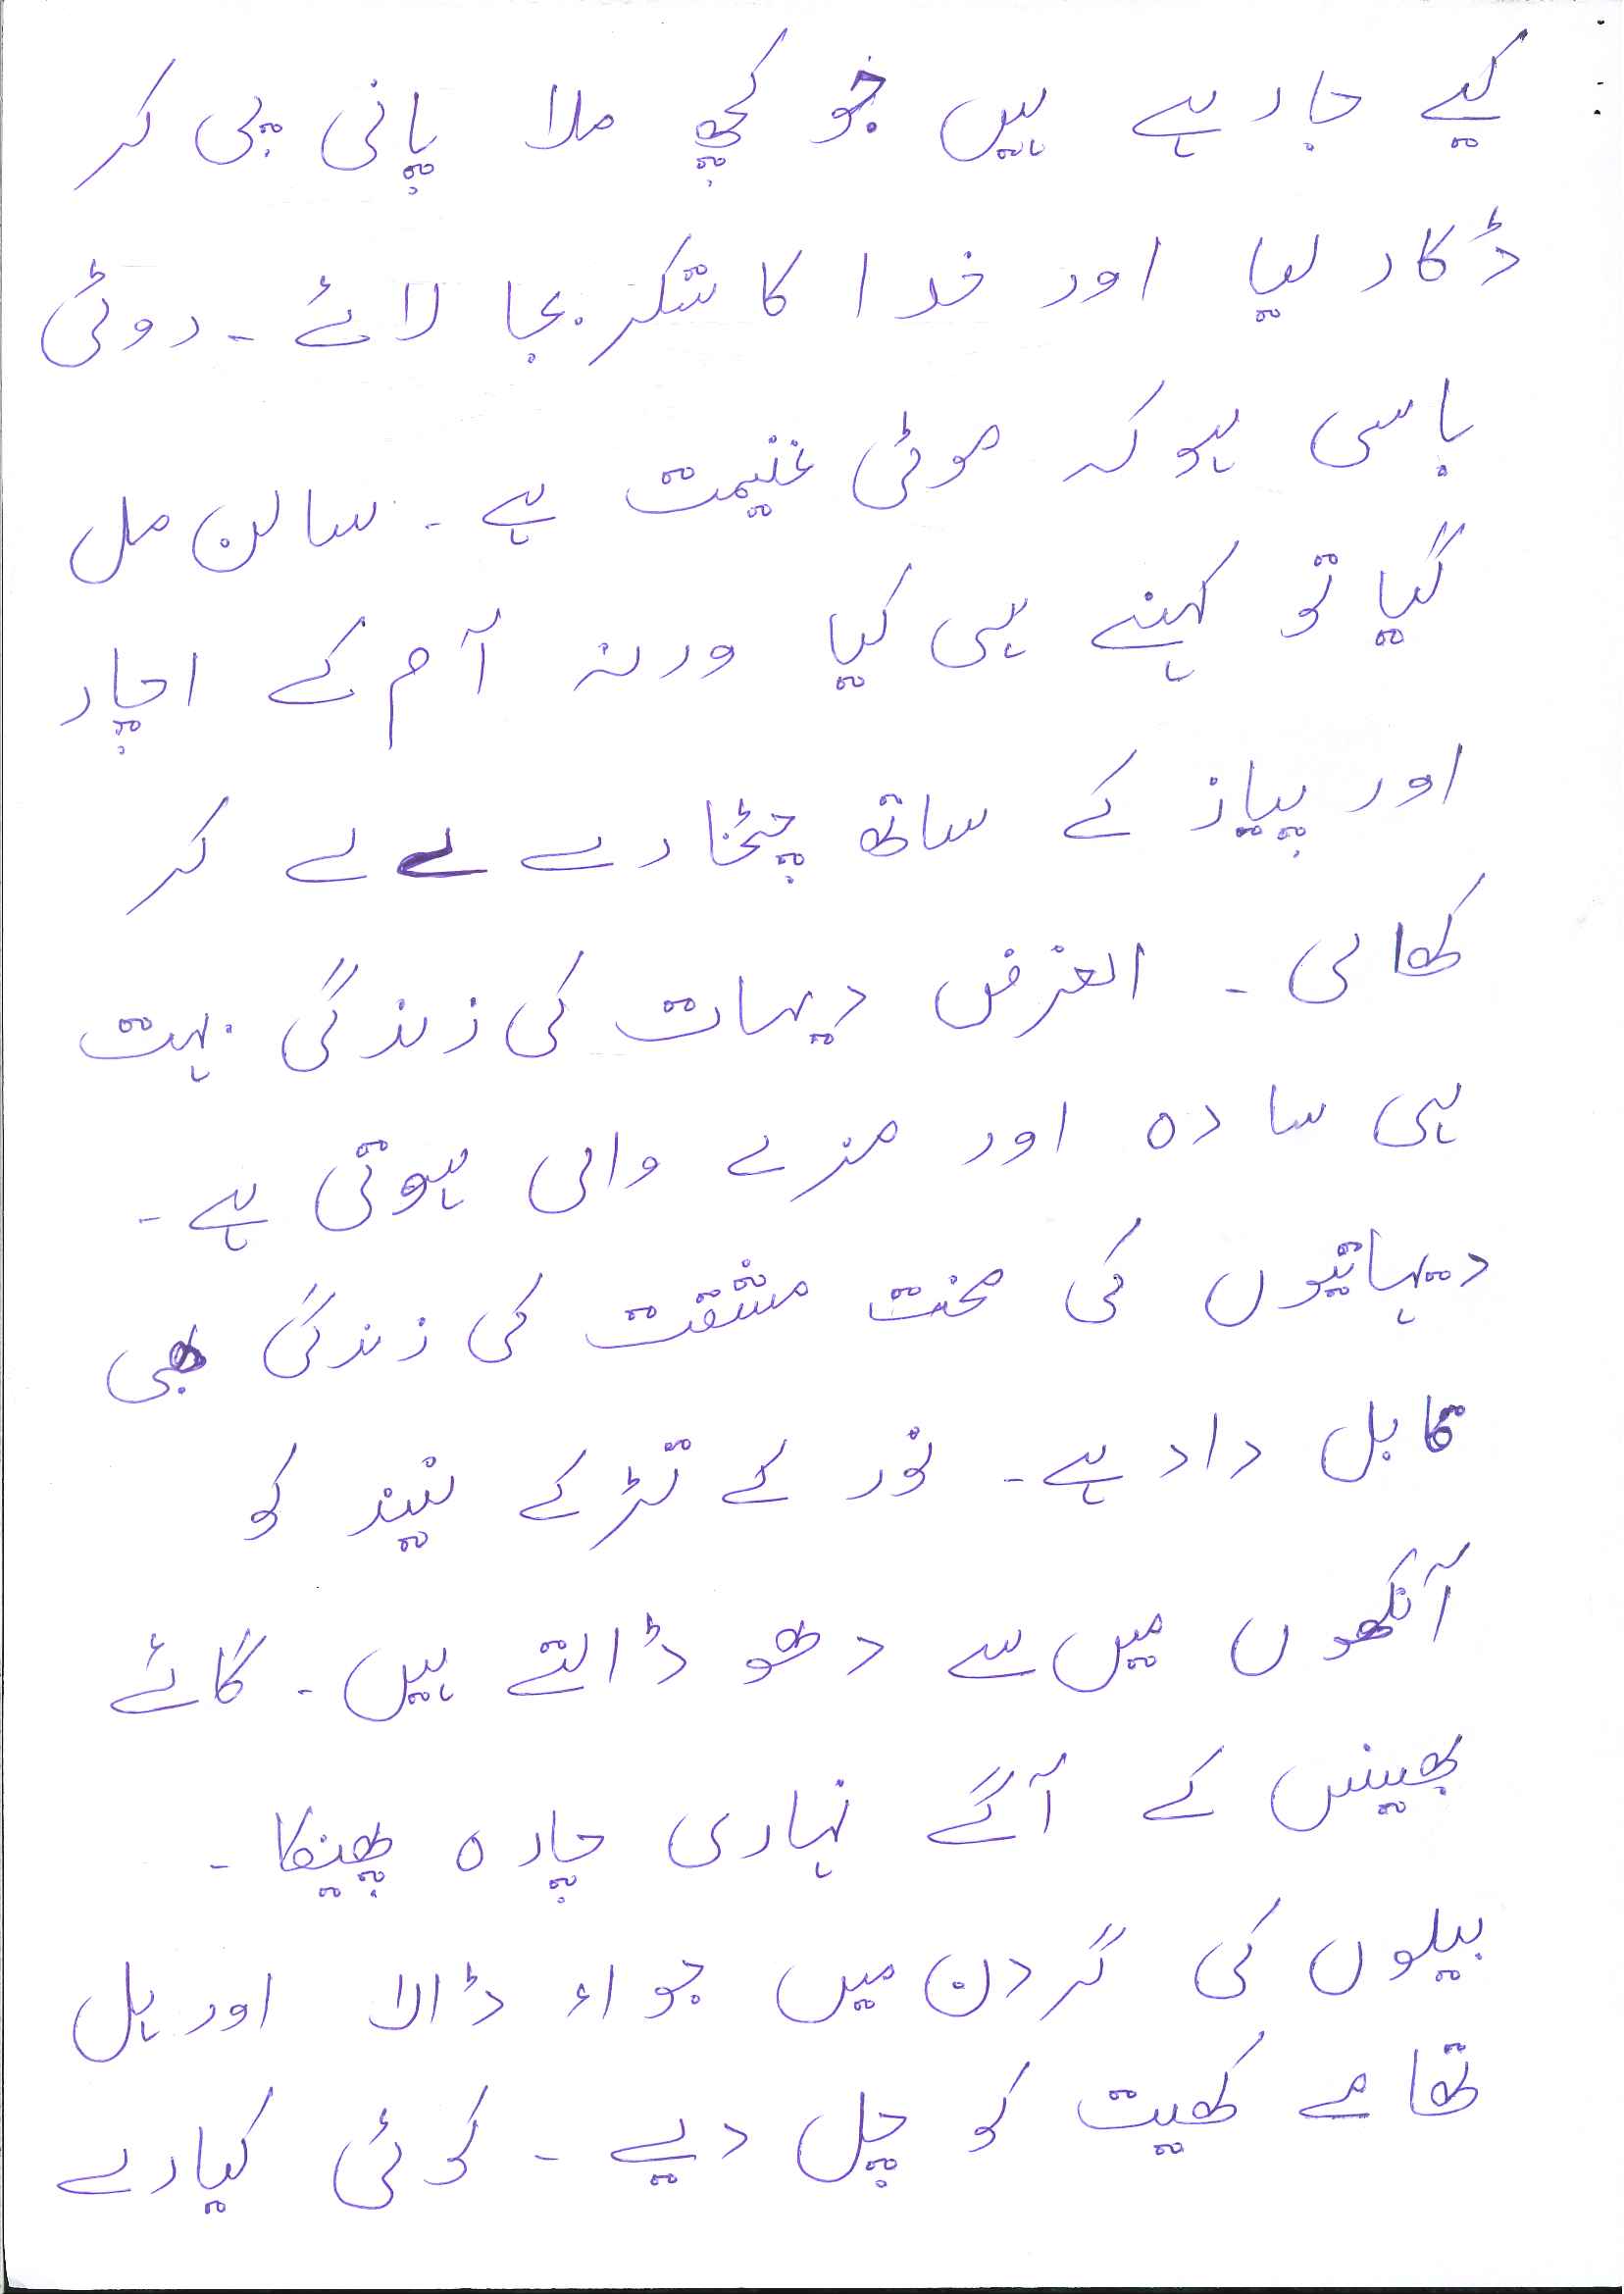 کیے جارہے ہیں جو کچھ ملا پانی پی کر
ڈکار لیا اور خدا کا شکر بجا لائے ۔ روٹی
باسی ہو کہ موٹی غنیمت ہے ۔ سالن مل
گیا تو کہنے ہی کیا ورنہ آم کے اچار
اور پیاز کے ساتھ چٹخارے لے لے کر
کھالی ۔ الغرض دیہات کی زندگی بہت
ہی سادہ اور مزے والی ہوتی ہے ۔
دیہاتیوں کی محنت مشقت کی زندگی بھی
قابل داد ہے ۔ نور کے تڑکے نیند کو
آنکھوں میں سے دھو ڈالتے ہیں ۔ گائے
بھینس کے آگے نہاری چارہ پھینکا ۔
بیلوں کی گردن میں جواء ڈالا اور ہل
تھامے کھیت کو چل دیے ۔ کوئی کیارے